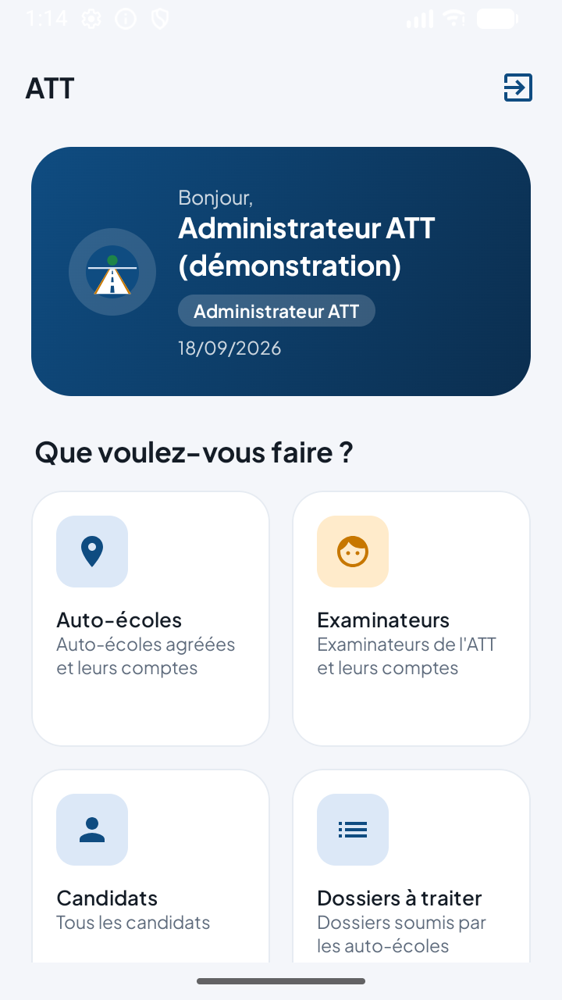 1:14
ATT
Bonjour,
Administrateur ATT
(démonstration)
Administrateur ATT
18/09/2026
Que voulez-vous faire ?
Auto-écoles
Auto-écoles agréées
et leurs comptes
Examinateurs
Examinateurs de l'ATT
et leurs comptes
Candidats
Tous les candidats
Dossiers à traiter
Dossiers soumis par
les auto-écoles